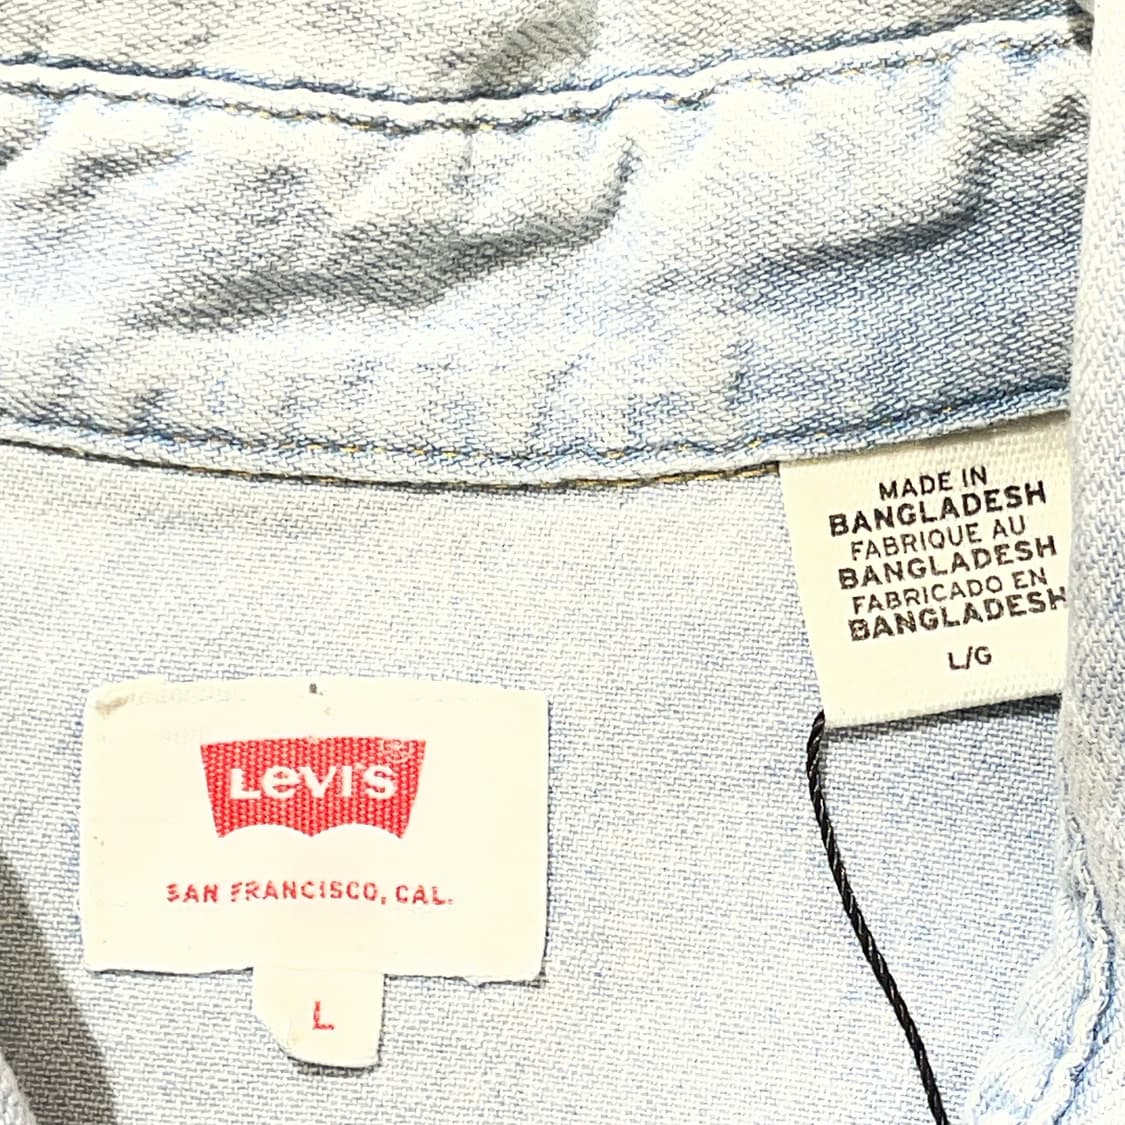 MADE IN
BANGLADESH
FABRIQUE AU
BANGLADESH
FABRICADO EN
BANGLADESH
L/G
Levi's
SAN FRANCISCO, CAL.
L